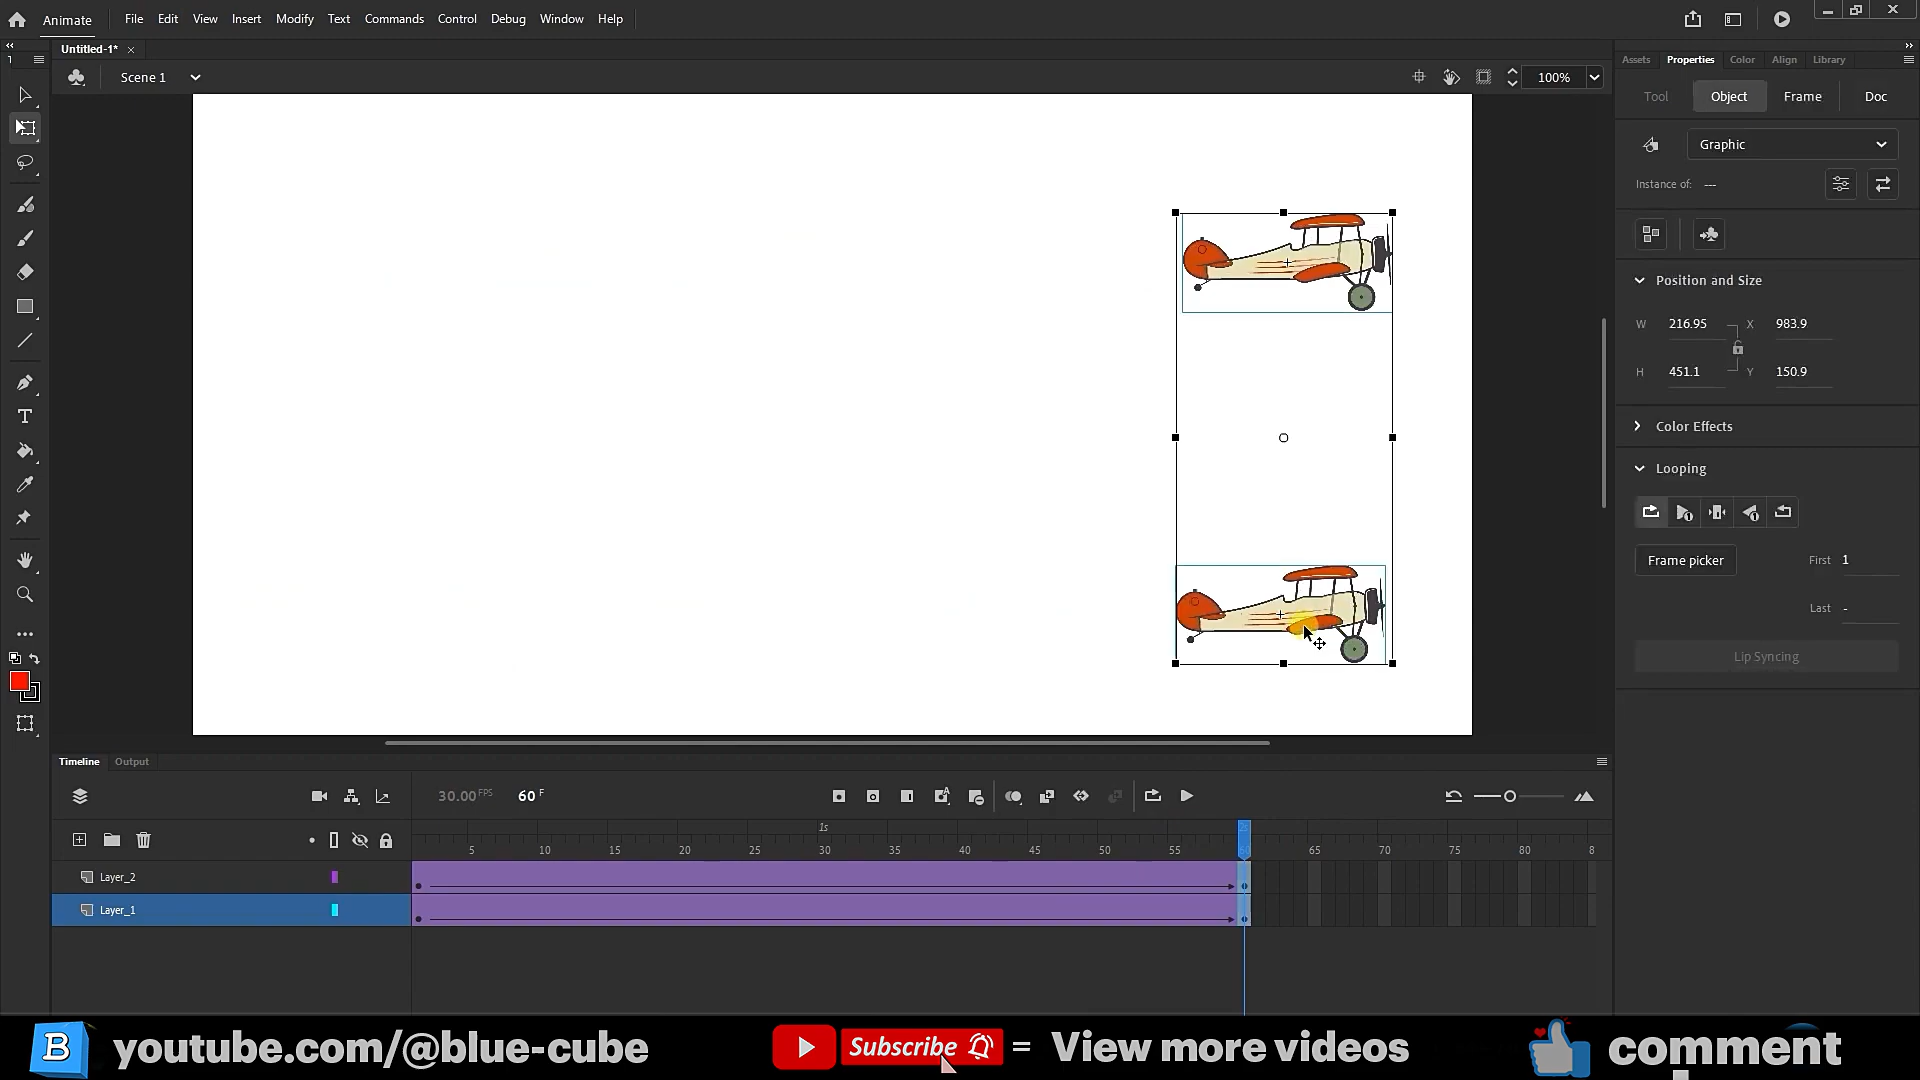 Animate File Edit View Insert Modify Text Commands Control Debug Window Help
Untitled-1*
Scene 1 100%
Assets Properties Color Align Library
Tool Object Frame Doc
Graphic
Instance of: ---
Position and Size
W 216.95 X 983.9
H 451.1 Y 150.9
Color Effects
Looping
Frame picker First 1
Last -
Lip Syncing
Timeline Output
30.00 FPS 60 F
1s 2s
5 10 15 20 25 30 35 40 45 50 55 60 65 70 75 80 8
Layer_2
Layer_1
B youtube.com/@blue-cube Subscribe = View more videos comment